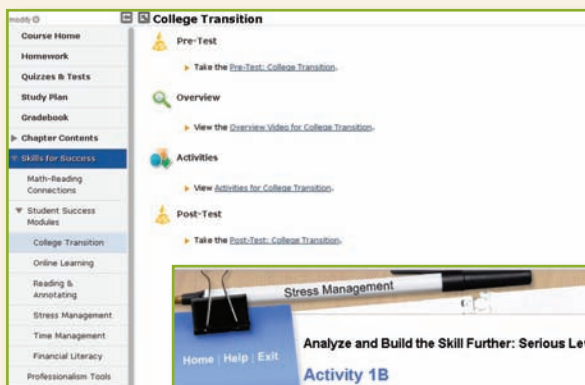 modify
College Transition
Course Home
Homework
Quizzes & Tests
Study Plan
Gradebook
Chapter Contents
Skills for Success
Math-Reading
Connections
Student Success
Modules
College Transition
Online Learning
Reading &
Annotating
Stress Management
Time Management
Financial Literacy
Professionalism Tools
Pre-Test
Take the Pre-Test: College Transition.
Overview
View the Overview Video for College Transition.
Activities
View Activities for College Transition.
Post-Test
Take the Post-Test: College Transition.
Stress Management
Home | Help | Exit
Analyze and Build the Skill Further: Serious Le
Activity 1B